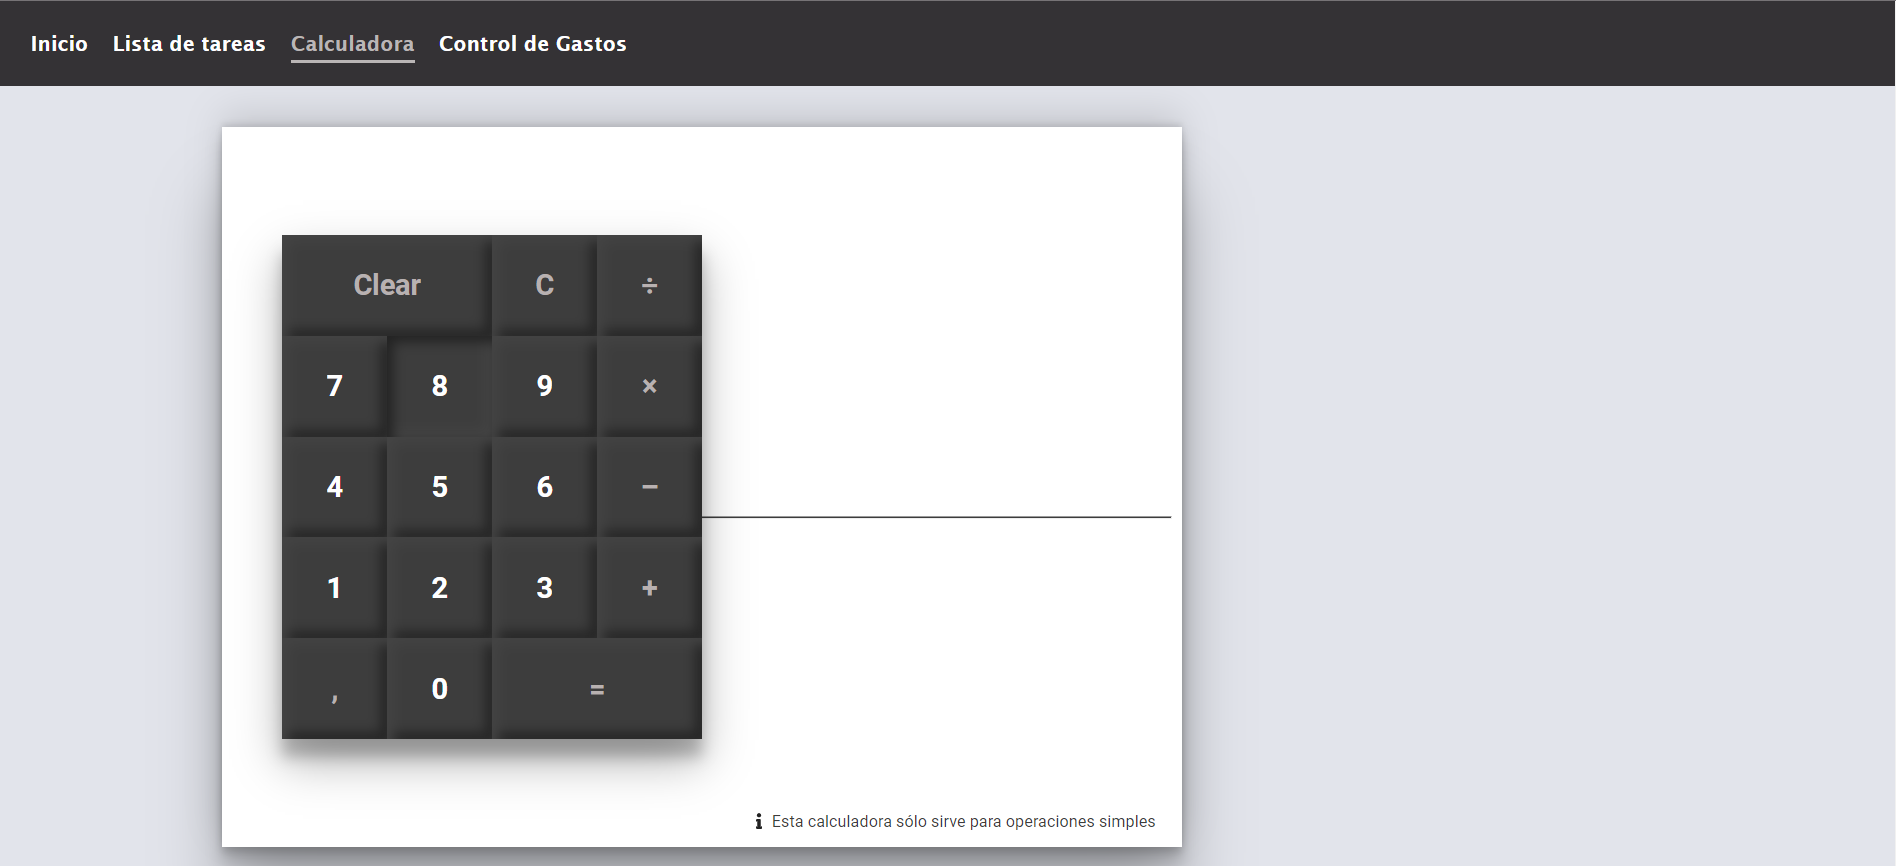 Inicio Lista de tareas Calculadora Control de Gastos
Clear C ÷
7 8 9 ×
4 5 6 −
1 2 3 +
, 0 =
Esta calculadora sólo sirve para operaciones simples